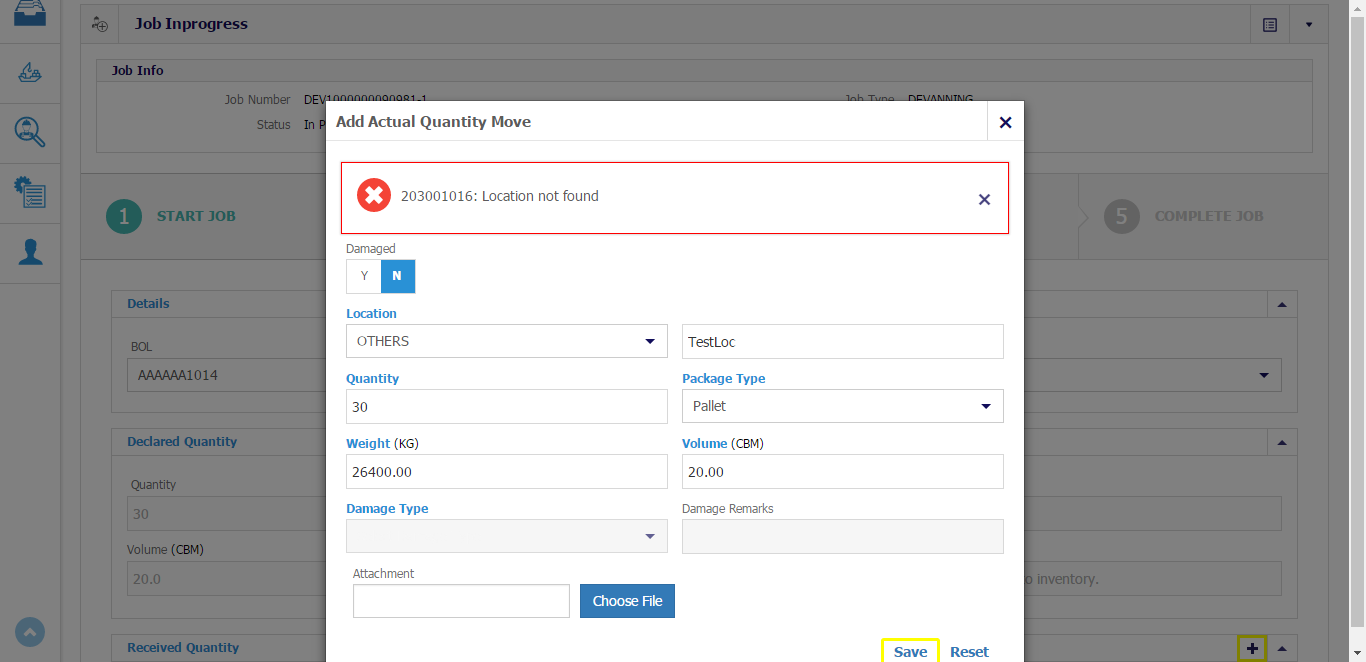 Job Inprogress
Job Info
Job Number DEV1000000090981-1
Job Type DEVANNING
Status In P
Add Actual Quantity Move
203001016: Location not found
1 START JOB
5 COMPLETE JOB
Damaged
Y N
Details
Location
OTHERS TestLoc
BOL
AAAAAA1014
Quantity Package Type
30 Pallet
Declared Quantity
Weight (KG) Volume (CBM)
26400.00 20.00
Quantity
30
Damage Type Damage Remarks
Volume (CBM)
20.0
o inventory.
Attachment
Choose File
Received Quantity
Save Reset